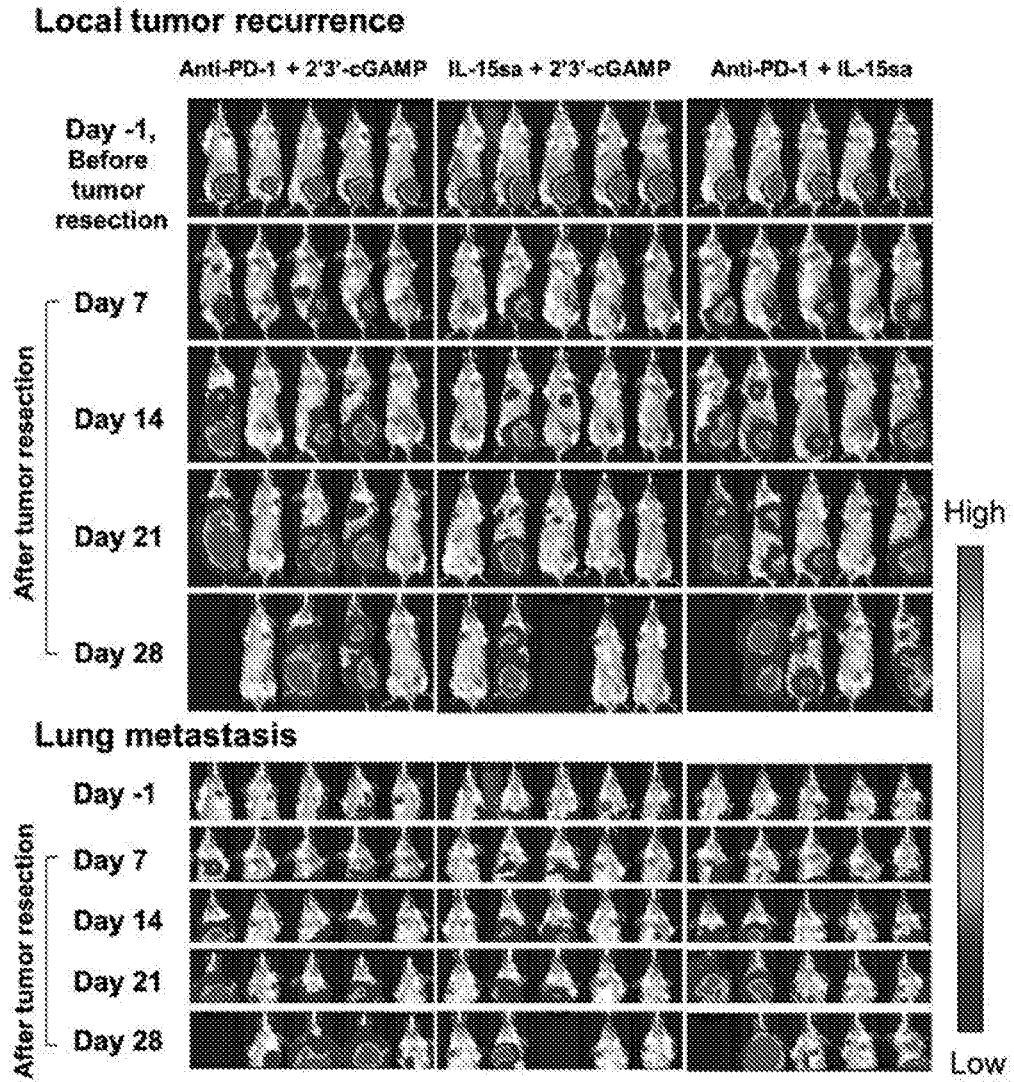 Local tumor recurrence
Anti-PD-1 + 2'3'-cGAMP IL-15sa + 2'3'-cGAMP Anti-PD-1 + IL-15sa
Day -1,
Before
tumor
resection
After tumor resection
Day 7
Day 14
Day 21
Day 28
High
Low
Lung metastasis
Day -1
After tumor resection
Day 7
Day 14
Day 21
Day 28